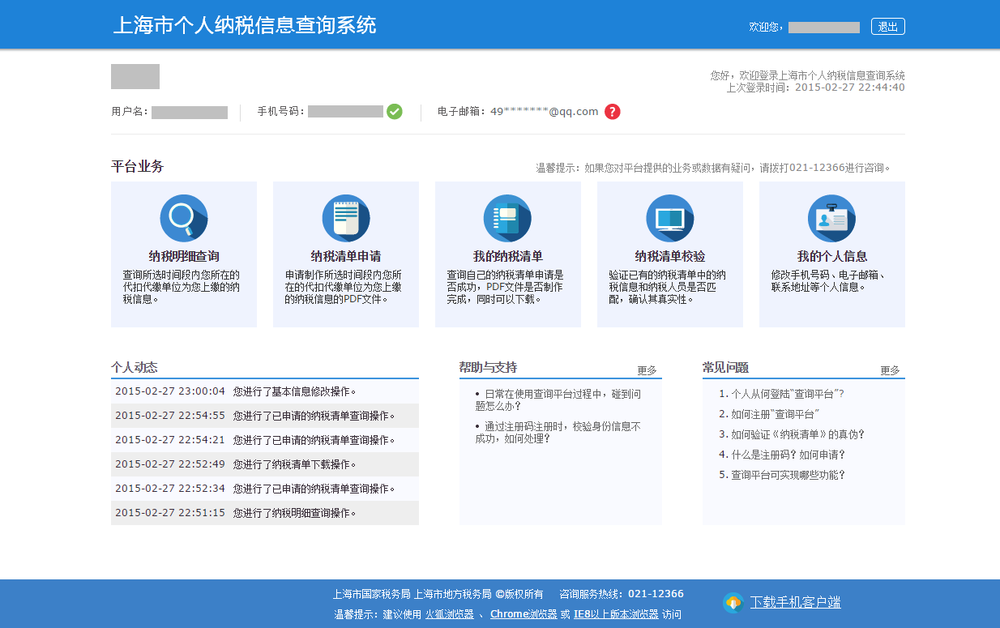 上海市个人纳税信息查询系统
欢迎您，
退出
您好，欢迎登录上海市个人纳税信息查询系统
上次登录时间：2015-02-27 22:44:40
用户名：
手机号码：
电子邮箱：49*******@qq.com
?
平台业务
温馨提示：如果您对平台提供的业务或数据有疑问，请拨打021-12366进行咨询。
纳税明细查询
查询所选时间段内您所在的
代扣代缴单位为您上缴的纳
税信息。
纳税清单申请
申请制作所选时间段内您所
在的代扣代缴单位为您上缴
的纳税信息的PDF文件。
我的纳税清单
查询自己的纳税清单申请是
否成功，PDF文件是否制作
完成，同时可以下载。
纳税清单校验
验证已有的纳税清单中的纳
税信息和纳税人员是否匹
配，确认其真实性。
我的个人信息
修改手机号码、电子邮箱、
联系地址等个人信息。
个人动态
2015-02-27 23:00:04 您进行了基本信息修改操作。
2015-02-27 22:54:55 您进行了已申请的纳税清单查询操作。
2015-02-27 22:54:21 您进行了已申请的纳税清单查询操作。
2015-02-27 22:52:49 您进行了纳税清单下载操作。
2015-02-27 22:52:34 您进行了已申请的纳税清单查询操作。
2015-02-27 22:51:15 您进行了纳税明细查询操作。
帮助与支持
更多
• 日常在使用查询平台过程中，碰到问
题怎么办？
• 通过注册码注册时，校验身份信息不
成功，如何处理？
常见问题
更多
1. 个人从何登陆“查询平台”?
2. 如何注册“查询平台”
3. 如何验证《纳税清单》的真伪？
4. 什么是注册码？如何申请？
5. 查询平台可实现哪些功能？
上海市国家税务局 上海市地方税务局 ©版权所有 咨询服务热线：021-12366
温馨提示：建议使用 火狐浏览器 、 Chrome浏览器 或 IE8以上版本浏览器 访问
下载手机客户端